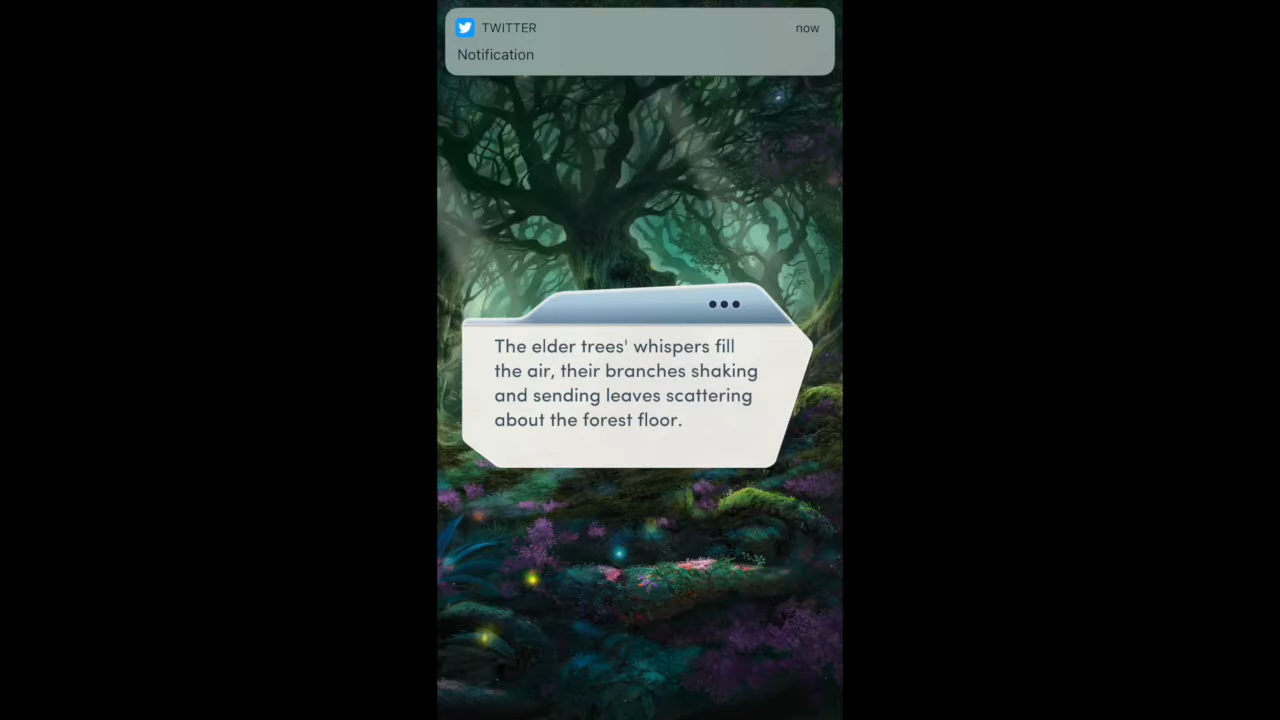 TWITTER now
Notification
The elder trees' whispers fill
the air, their branches shaking
and sending leaves scattering
about the forest floor.